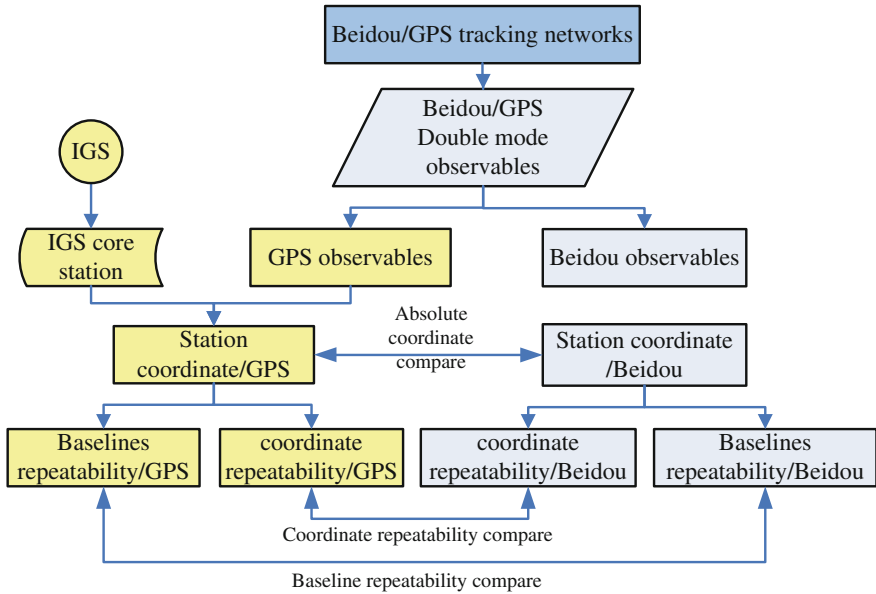 Beidou/GPS tracking networks
Beidou/GPS
Double mode
observables
IGS
IGS core
station
GPS observables
Beidou observables
Absolute
coordinate
compare
Station
coordinate/GPS
Station coordinate
/Beidou
Baselines
repeatability/GPS
coordinate
repeatability/GPS
coordinate
repeatability/Beidou
Baselines
repeatability/Beidou
Coordinate repeatability compare
Baseline repeatability compare